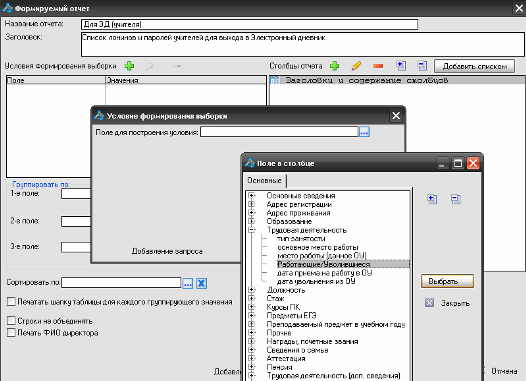 Формируемый отчет
Название отчета:
Для ЭД (учителя)
Заголовок:
Список логинов и паролей учителей для выхода в Электронный дневник
Условия формирования выборки
Столбцы отчета
Добавить списком
Поле
Значения
Заголовки и содержание столбцов
Условие формирования выборки
Поле для построения условия:
...
Добавление запроса
Группировать по:
1-е поле:
2-е поле:
3-е поле:
Сортировать по:
...
Печатать шапку таблицы для каждого группирующего значения
Строки не объединять
Печать ФИО директора
Поле в столбце
Основные
Основные сведения
Адрес регистрации
Адрес проживания
Образование
Трудовая деятельность
тип занятости
основное место работы
место работы (данное ОУ)
Работающие/Уволившиеся
дата приема на работу в ОУ
дата увольнения из ОУ
Должность
Стаж
Курсы ПК
Предметы ЕГЭ
Преподаваемый предмет в учебном году
Прочие
Награды, почетные звания
Сведения о семье
Аттестация
Пенсия
Трудовая деятельность (доп. сведения)
Выбрать
Закрыть
Добавл
Отмена